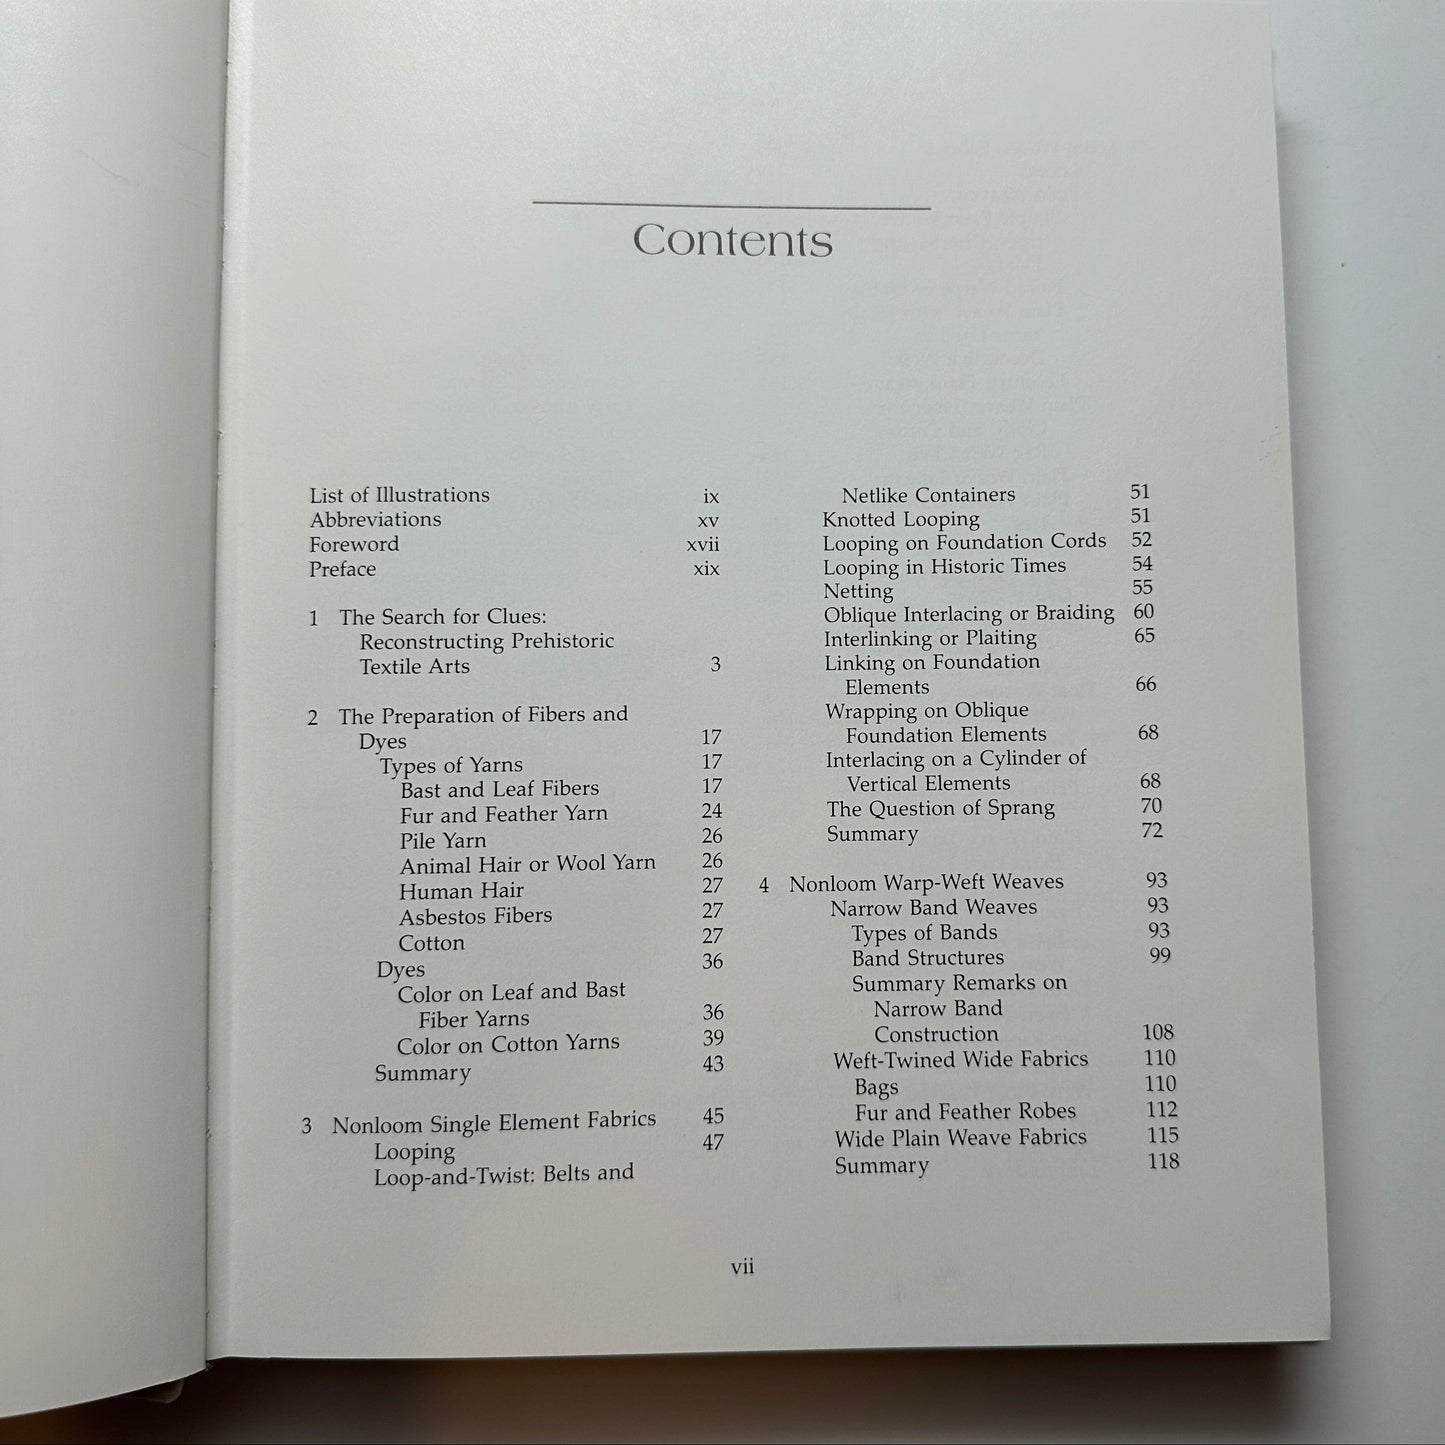 Contents
List of Illustrations ix
Abbreviations xv
Foreword xvii
Preface xix
1 The Search for Clues:
Reconstructing Prehistoric
Textile Arts 3
2 The Preparation of Fibers and
Dyes 17
Types of Yarns 17
Bast and Leaf Fibers 17
Fur and Feather Yarn 24
Pile Yarn 26
Animal Hair or Wool Yarn 26
Human Hair 27
Asbestos Fibers 27
Cotton 27
Dyes 36
Color on Leaf and Bast
Fiber Yarns 36
Color on Cotton Yarns 39
Summary 43
3 Nonloom Single Element Fabrics 45
Looping 47
Loop-and-Twist: Belts and
Netlike Containers 51
Knotted Looping 51
Looping on Foundation Cords 52
Looping in Historic Times 54
Netting 55
Oblique Interlacing or Braiding 60
Interlinking or Plaiting 65
Linking on Foundation
Elements 66
Wrapping on Oblique
Foundation Elements 68
Interlacing on a Cylinder of
Vertical Elements 68
The Question of Sprang 70
Summary 72
4 Nonloom Warp-Weft Weaves 93
Narrow Band Weaves 93
Types of Bands 93
Band Structures 99
Summary Remarks on
Narrow Band
Construction 108
Weft-Twined Wide Fabrics 110
Bags 110
Fur and Feather Robes 112
Wide Plain Weave Fabrics 115
Summary 118
vii